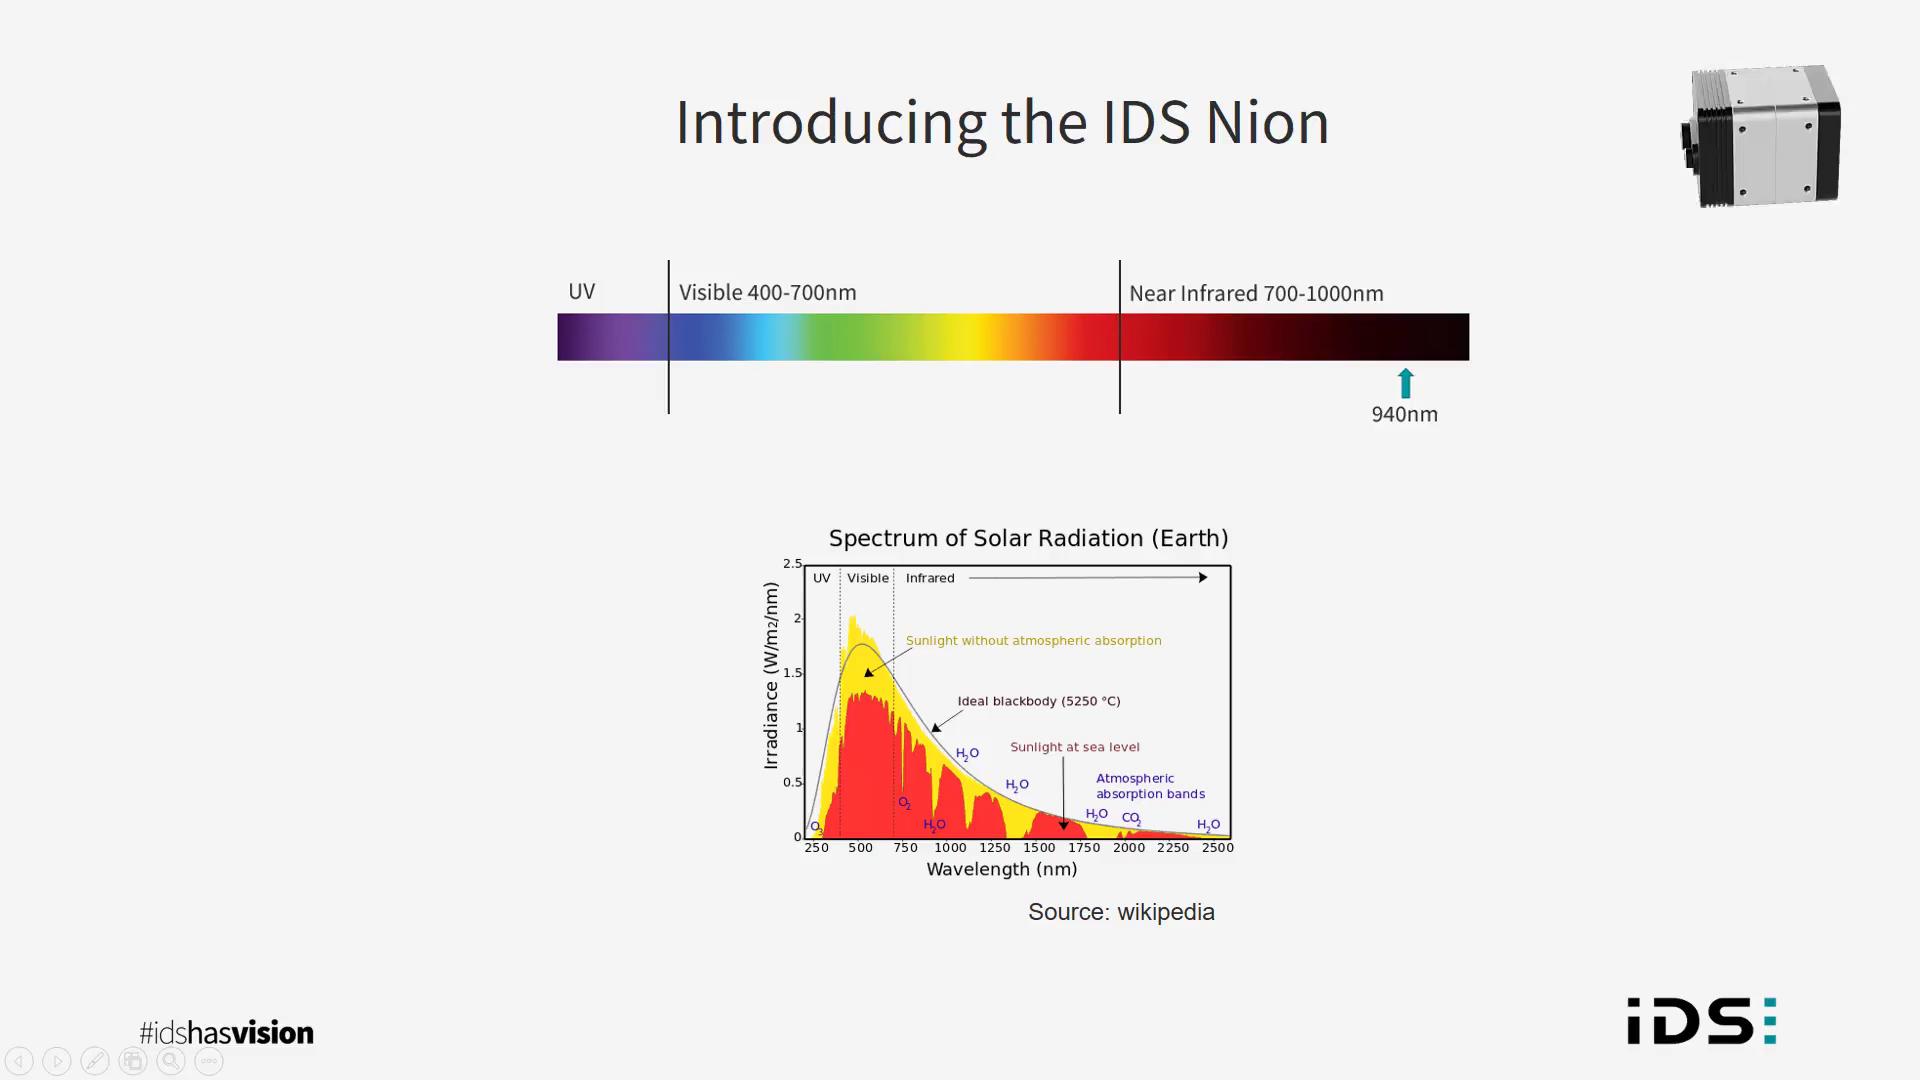 Introducing the IDS Nion
UV
Visible 400-700nm
Near Infrared 700-1000nm
940nm
Spectrum of Solar Radiation (Earth)
UV
Visible
Infrared
Irradiance (W/m2/nm)
2.5
2
1.5
1
0.5
0
Sunlight without atmospheric absorption
Ideal blackbody (5250 °C)
Sunlight at sea level
Atmospheric
absorption bands
O3
O2
H2O
H2O
H2O
H2O
CO2
H2O
250 500 750 1000 1250 1500 1750 2000 2250 2500
Wavelength (nm)
Source: wikipedia
#idshasvision
iDS